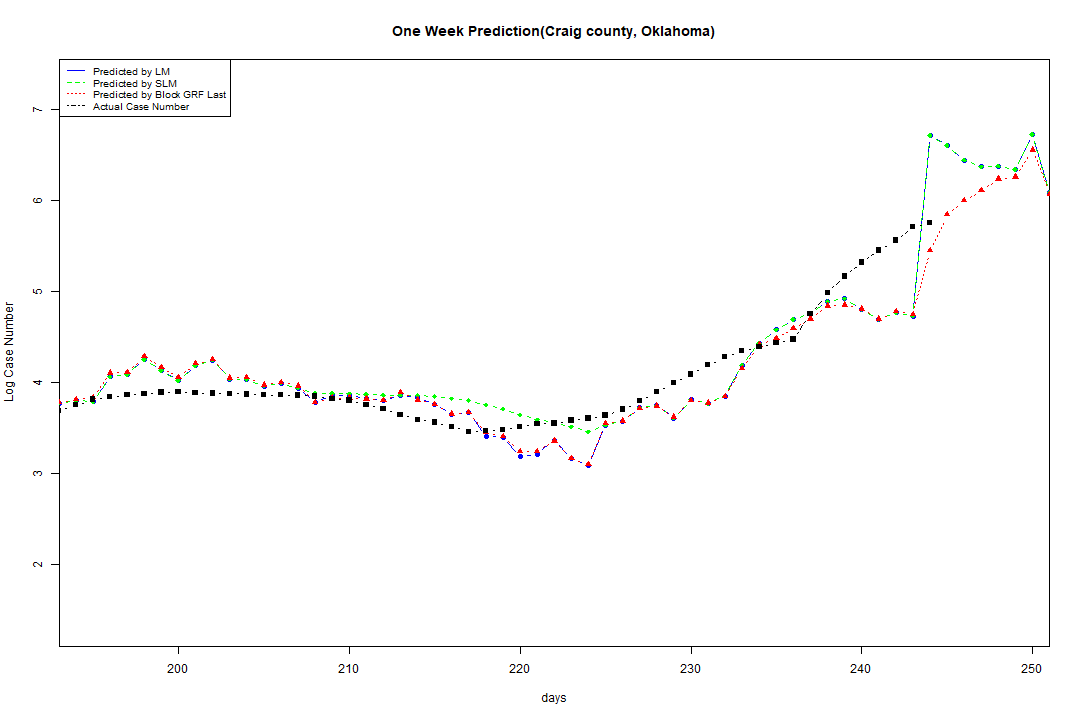 One Week Prediction(Craig county, Oklahoma)
Predicted by LM
Predicted by SLM
Predicted by Block GRF Last
Actual Case Number
7
6
5
4
3
2
Log Case Number
200 210 220 230 240 250
days